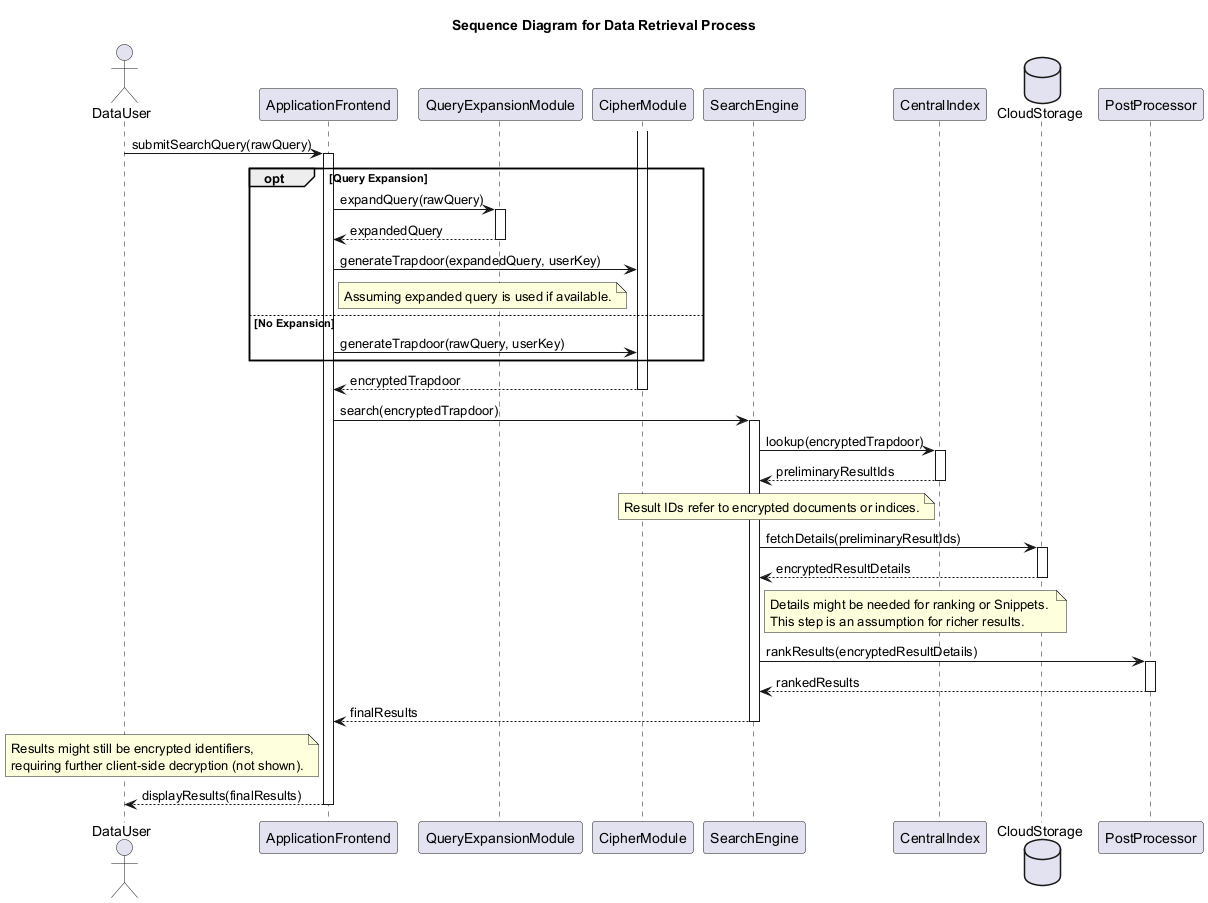 Sequence Diagram for Data Retrieval Process
DataUser
ApplicationFrontend
QueryExpansionModule
CipherModule
SearchEngine
CentralIndex
CloudStorage
PostProcessor
submitSearchQuery(rawQuery)
opt
[Query Expansion]
expandQuery(rawQuery)
expandedQuery
generateTrapdoor(expandedQuery, userKey)
Assuming expanded query is used if available.
[No Expansion]
generateTrapdoor(rawQuery, userKey)
encryptedTrapdoor
search(encryptedTrapdoor)
lookup(encryptedTrapdoor)
preliminaryResultIds
Result IDs refer to encrypted documents or indices.
fetchDetails(preliminaryResultIds)
encryptedResultDetails
Details might be needed for ranking or Snippets.
This step is an assumption for richer results.
rankResults(encryptedResultDetails)
rankedResults
finalResults
Results might still be encrypted identifiers,
requiring further client-side decryption (not shown).
displayResults(finalResults)
DataUser
ApplicationFrontend
QueryExpansionModule
CipherModule
SearchEngine
CentralIndex
CloudStorage
PostProcessor